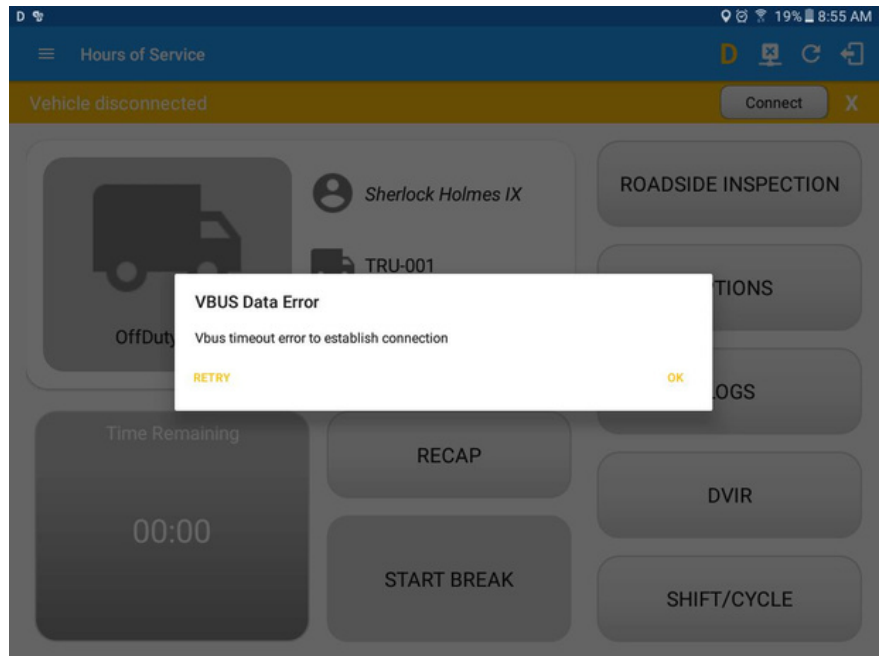 D
19% 8:55 AM
Hours of Service
D
Vehicle disconnected
Connect
X
Sherlock Holmes IX
TRU-001
ROADSIDE INSPECTION
TIONS
OffDuty
VBUS Data Error
Vbus timeout error to establish connection
RETRY
OK
LOGS
Time Remaining
00:00
RECAP
DVIR
START BREAK
SHIFT/CYCLE